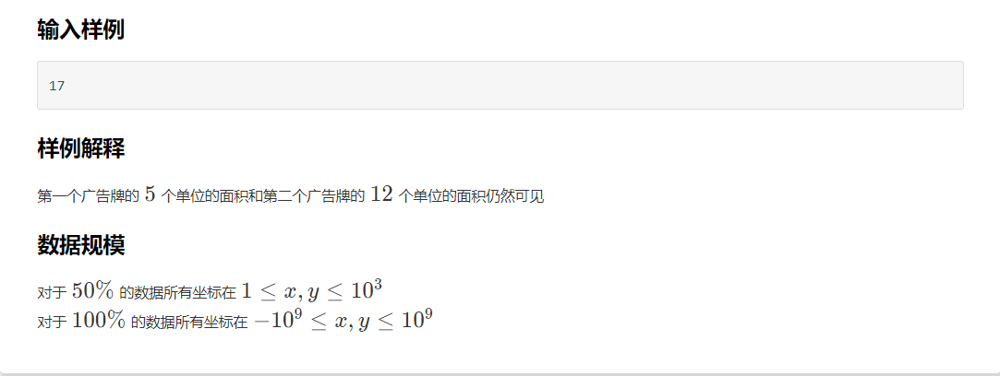 输入样例
17
样例解释
第一个广告牌的 5 个单位的面积和第二个广告牌的 12 个单位的面积仍然可见
数据规模
对于 50% 的数据所有坐标在 1 ≤ x, y ≤ 10³
对于 100% 的数据所有坐标在 −10⁹ ≤ x, y ≤ 10⁹